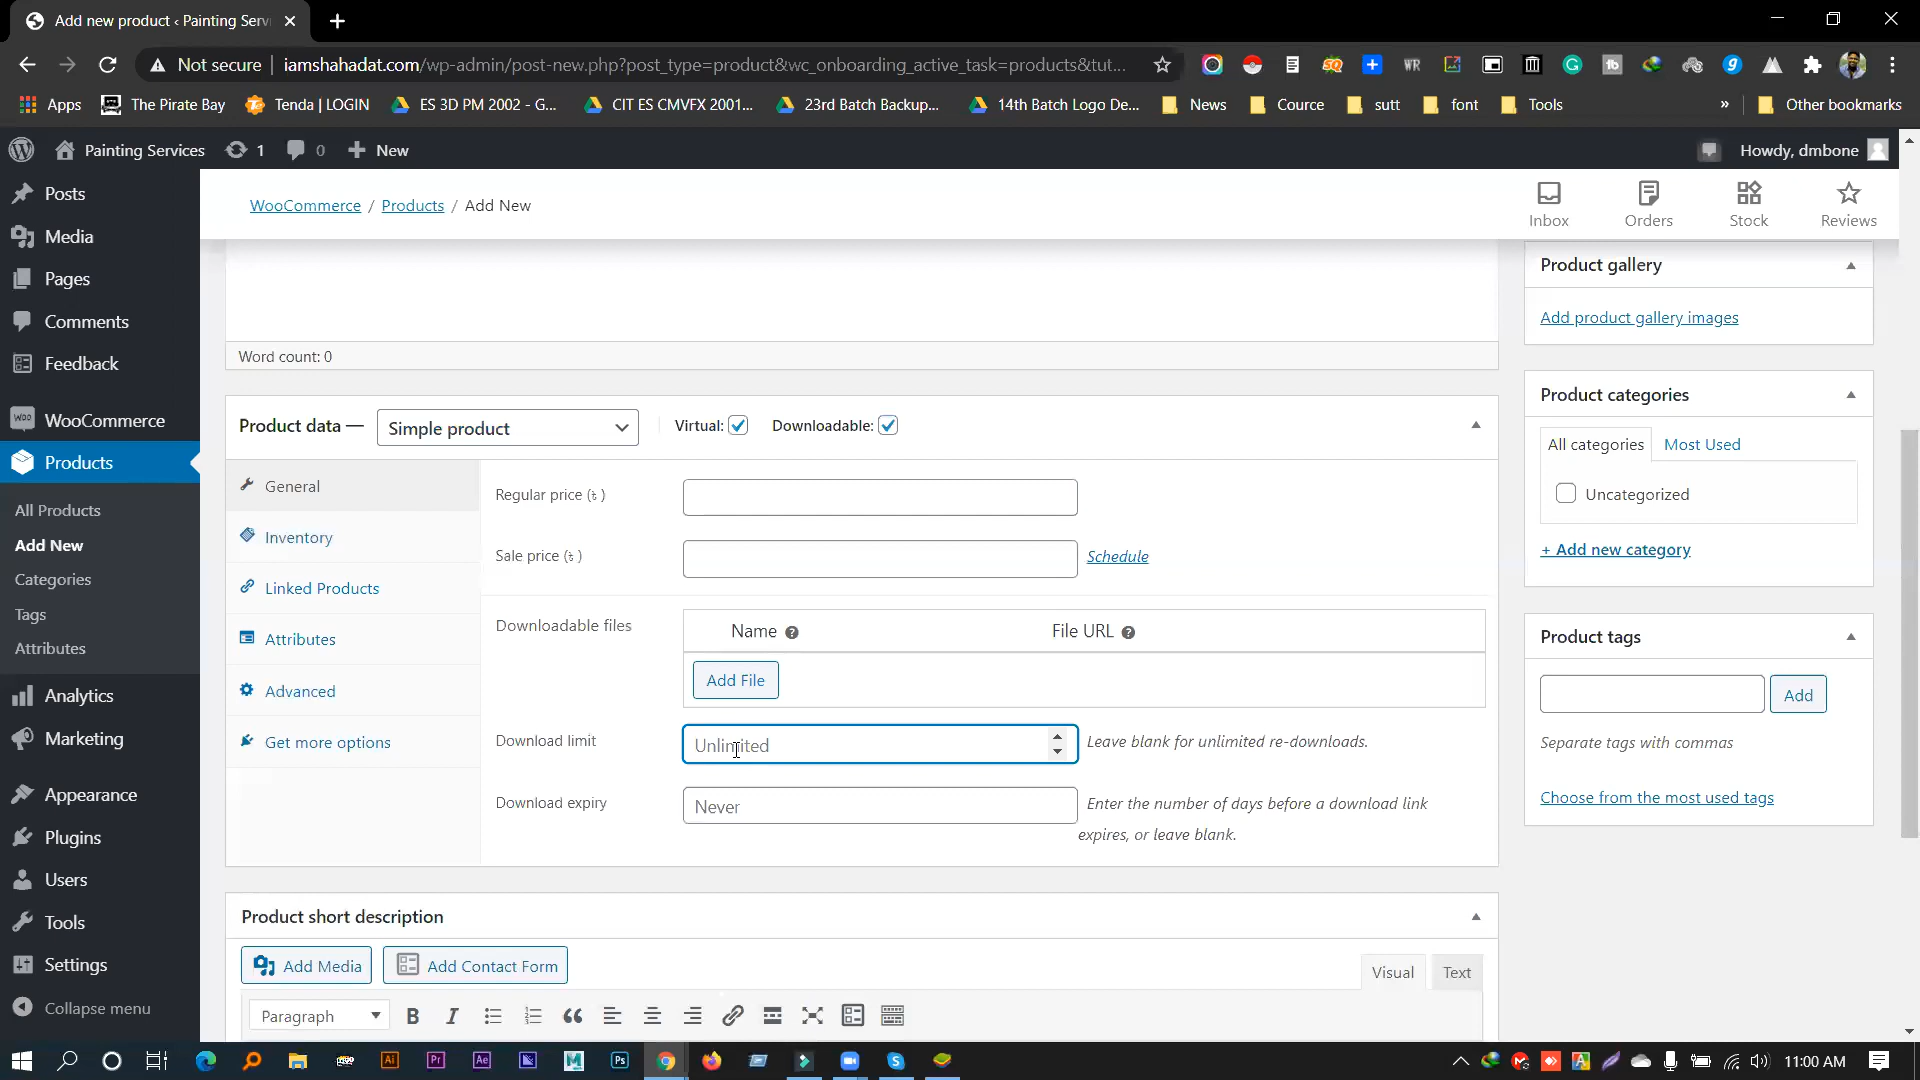 Add new product ‹ Painting Serv
Not secure
iamshahadat.com/wp-admin/post-new.php?post_type=product&wc_onboarding_active_task=products&tut...
Apps
The Pirate Bay
Tenda | LOGIN
ES 3D PM 2002 - G...
CIT ES CMVFX 2001...
23rd Batch Backup...
14th Batch Logo De...
News
Cource
sutt
font
Tools
»
Other bookmarks
Painting Services
1
0
New
Howdy, dmbone
Posts
Media
Pages
Comments
Feedback
WooCommerce
Products
All Products
Add New
Categories
Tags
Attributes
Analytics
Marketing
Appearance
Plugins
Users
Tools
Settings
Collapse menu
WooCommerce / Products / Add New
Inbox
Orders
Stock
Reviews
Word count: 0
Product data —
Simple product
Virtual:
Downloadable:
General
Inventory
Linked Products
Attributes
Advanced
Get more options
Regular price (৳ )
Sale price (৳ )
Schedule
Downloadable files
Name
File URL
Add File
Download limit
Unlimited
Leave blank for unlimited re-downloads.
Download expiry
Never
Enter the number of days before a download link
expires, or leave blank.
Product short description
Add Media
Add Contact Form
Visual
Text
Paragraph
B
I
Product gallery
Add product gallery images
Product categories
All categories
Most Used
Uncategorized
+ Add new category
Product tags
Add
Separate tags with commas
Choose from the most used tags
11:00 AM